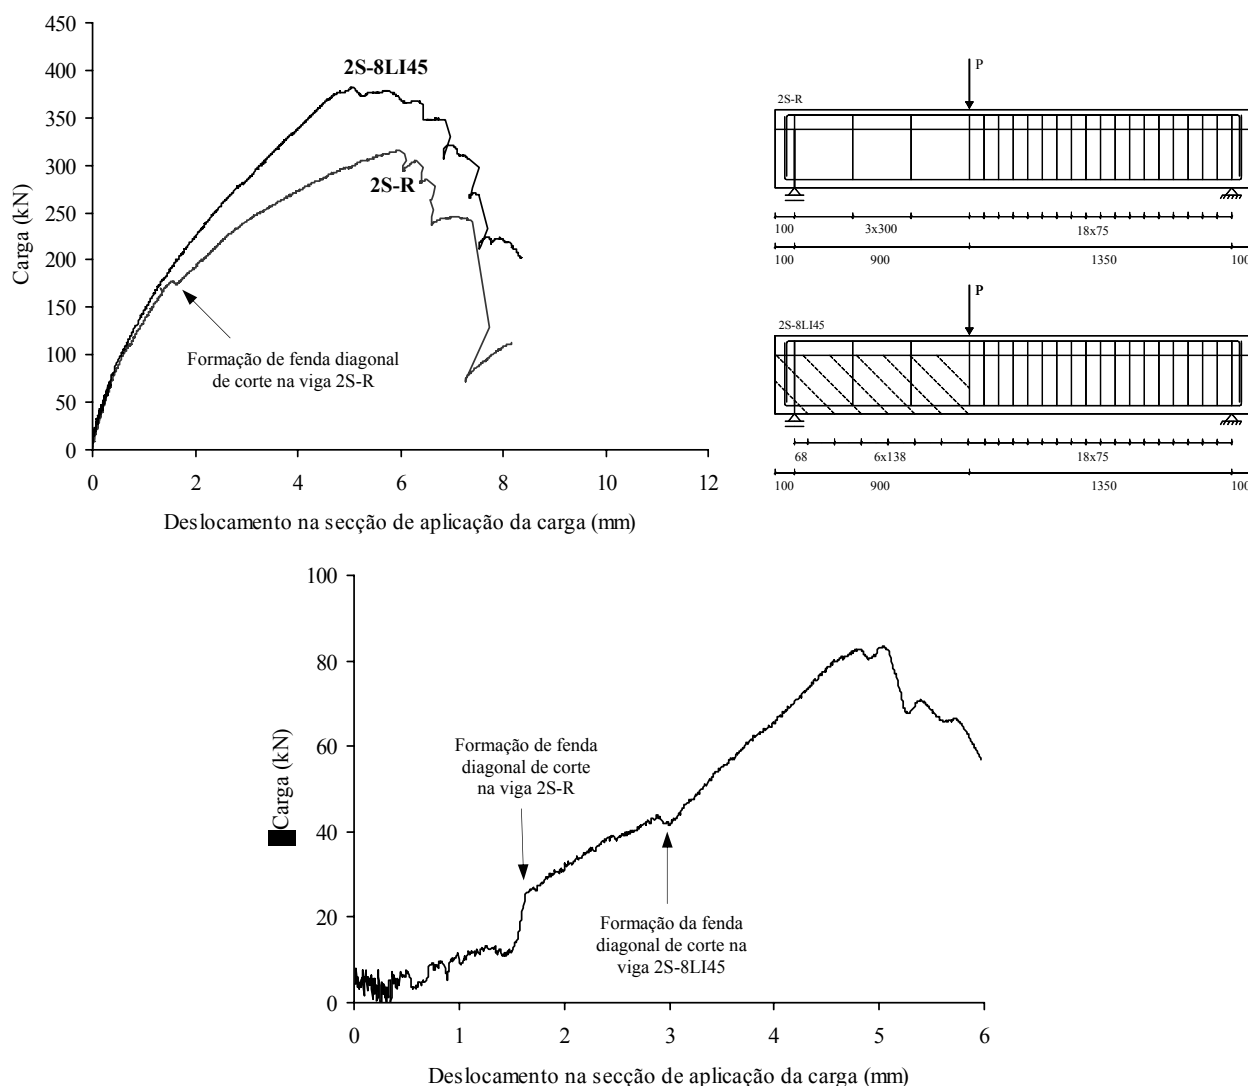 450
400
350
300
250
200
150
100
50
0
Carga (kN)
2S-8LI45
2S-R
Formação de fenda diagonal
de corte na viga 2S-R
0 2 4 6 8 10 12
Deslocamento na secção de aplicação da carga (mm)
P
2S-R
100 3x300 18x75
100 900 1350 100
P
2S-8LI45
68 6x138 18x75
100 900 1350 100
100
80
60
40
20
0
Carga (kN)
Formação de fenda
diagonal de corte
na viga 2S-R
Formação da fenda
diagonal de corte na
viga 2S-8LI45
0 1 2 3 4 5 6
Deslocamento na secção de aplicação da carga (mm)